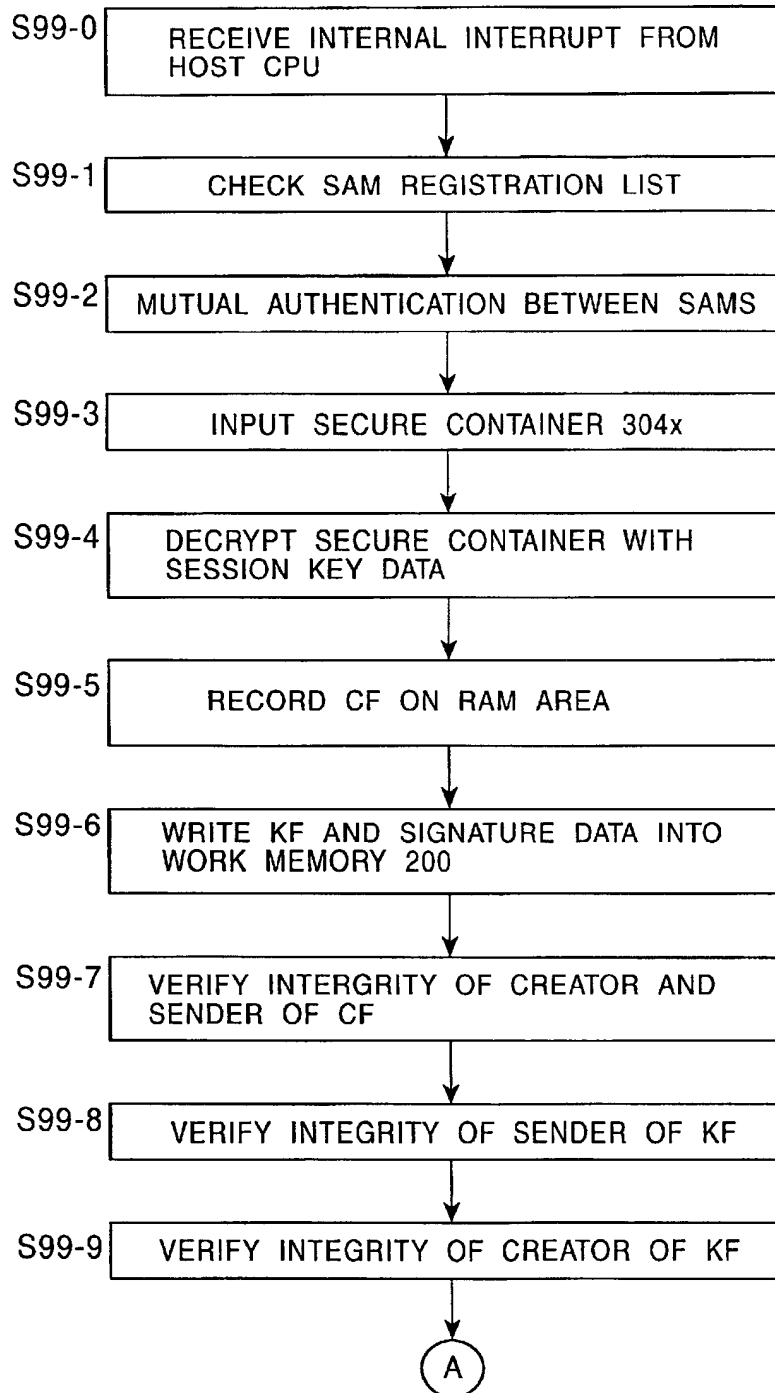 S99-0
RECEIVE INTERNAL INTERRUPT FROM
HOST CPU
S99-1
CHECK SAM REGISTRATION LIST
S99-2
MUTUAL AUTHENTICATION BETWEEN SAMS
S99-3
INPUT SECURE CONTAINER 304x
S99-4
DECRYPT SECURE CONTAINER WITH
SESSION KEY DATA
S99-5
RECORD CF ON RAM AREA
S99-6
WRITE KF AND SIGNATURE DATA INTO
WORK MEMORY 200
S99-7
VERIFY INTERGRITY OF CREATOR AND
SENDER OF CF
S99-8
VERIFY INTEGRITY OF SENDER OF KF
S99-9
VERIFY INTEGRITY OF CREATOR OF KF
A